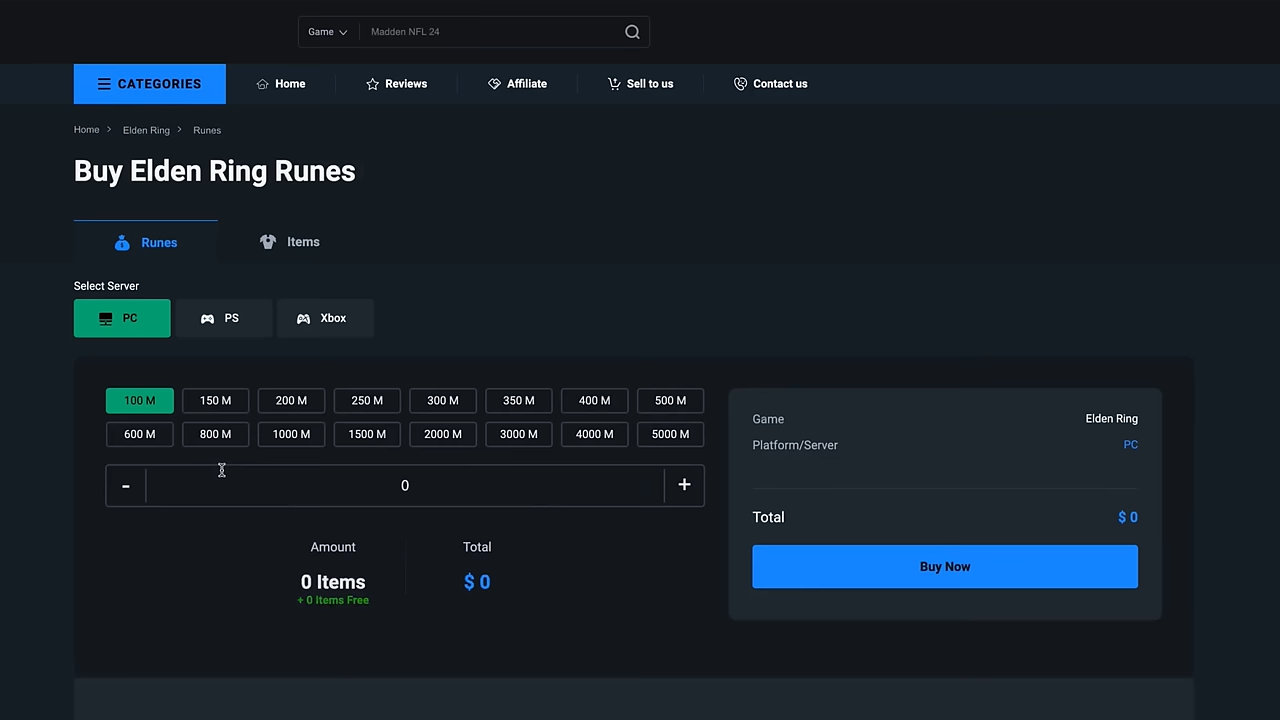 Game
Madden NFL 24
CATEGORIES
Home
Reviews
Affiliate
Sell to us
Contact us
Home > Elden Ring > Runes
Buy Elden Ring Runes
Runes
Items
Select Server
PC
PS
Xbox
100 M 150 M 200 M 250 M 300 M 350 M 400 M 500 M
600 M 800 M 1000 M 1500 M 2000 M 3000 M 4000 M 5000 M
- 0 +
Amount
Total
0 Items
$ 0
+ 0 Items Free
Game
Elden Ring
Platform/Server
PC
Total
$ 0
Buy Now